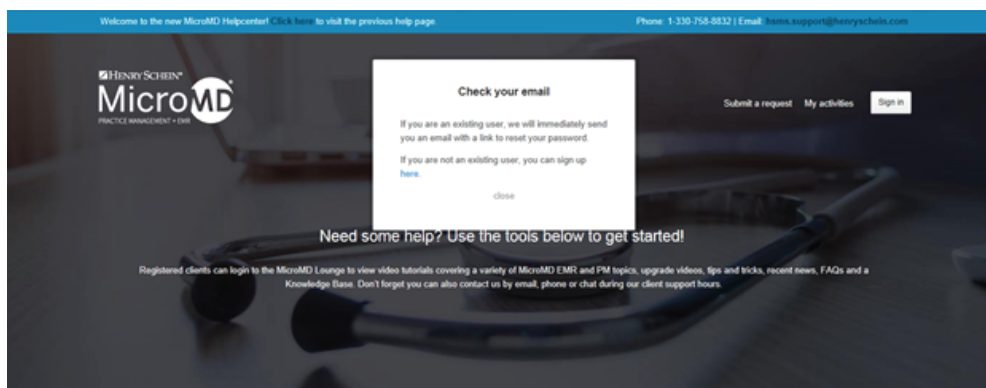 Welcome to the new MicroMD Helpcenter! Click here to visit the previous help page.
Phone: 1-330-758-8832 | Email: hsms.support@henryschein.com
HENRY SCHEIN®
MicroMD
PRACTICE MANAGEMENT + EMR
Submit a request My activities Sign in
Check your email
If you are an existing user, we will immediately send
you an email with a link to reset your password.
If you are not an existing user, you can sign up
here.
close
Need some help? Use the tools below to get started!
Registered clients can login to the MicroMD Lounge to view video tutorials covering a variety of MicroMD EMR and PM topics, upgrade videos, tips and tricks, recent news, FAQs and a
Knowledge Base. Don't forget you can also contact us by email, phone or chat during our client support hours.